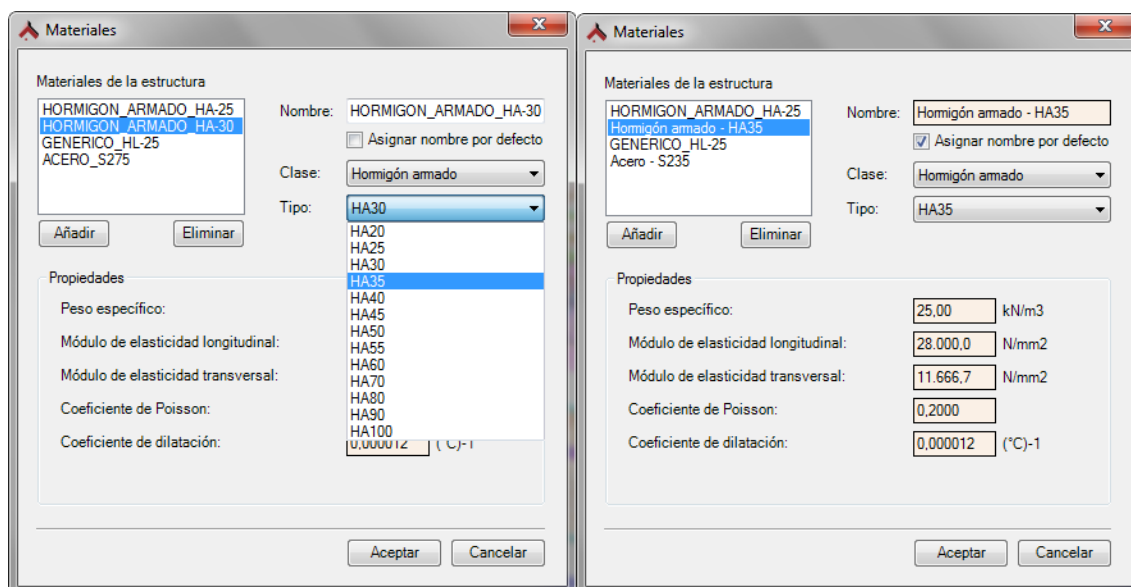 Materiales
Materiales de la estructura
HORMIGON_ARMADO_HA-25
HORMIGON_ARMADO_HA-30
GENERICO_HL-25
ACERO_S275
Añadir
Eliminar
Nombre: HORMIGON_ARMADO_HA-30
Asignar nombre por defecto
Clase: Hormigón armado
Tipo: HA30
HA20
HA25
HA30
HA35
HA40
HA45
HA50
HA55
HA60
HA70
HA80
HA90
HA100
Propiedades
Peso específico:
Módulo de elasticidad longitudinal:
Módulo de elasticidad transversal:
Coeficiente de Poisson:
Coeficiente de dilatación: 0,000012 (°C)-1
Aceptar
Cancelar
Materiales
Materiales de la estructura
HORMIGON_ARMADO_HA-25
Hormigón armado - HA35
GENERICO_HL-25
Acero - S235
Añadir
Eliminar
Nombre: Hormigón armado - HA35
Asignar nombre por defecto
Clase: Hormigón armado
Tipo: HA35
Propiedades
Peso específico: 25,00 kN/m3
Módulo de elasticidad longitudinal: 28.000,0 N/mm2
Módulo de elasticidad transversal: 11.666,7 N/mm2
Coeficiente de Poisson: 0,2000
Coeficiente de dilatación: 0,000012 (°C)-1
Aceptar
Cancelar